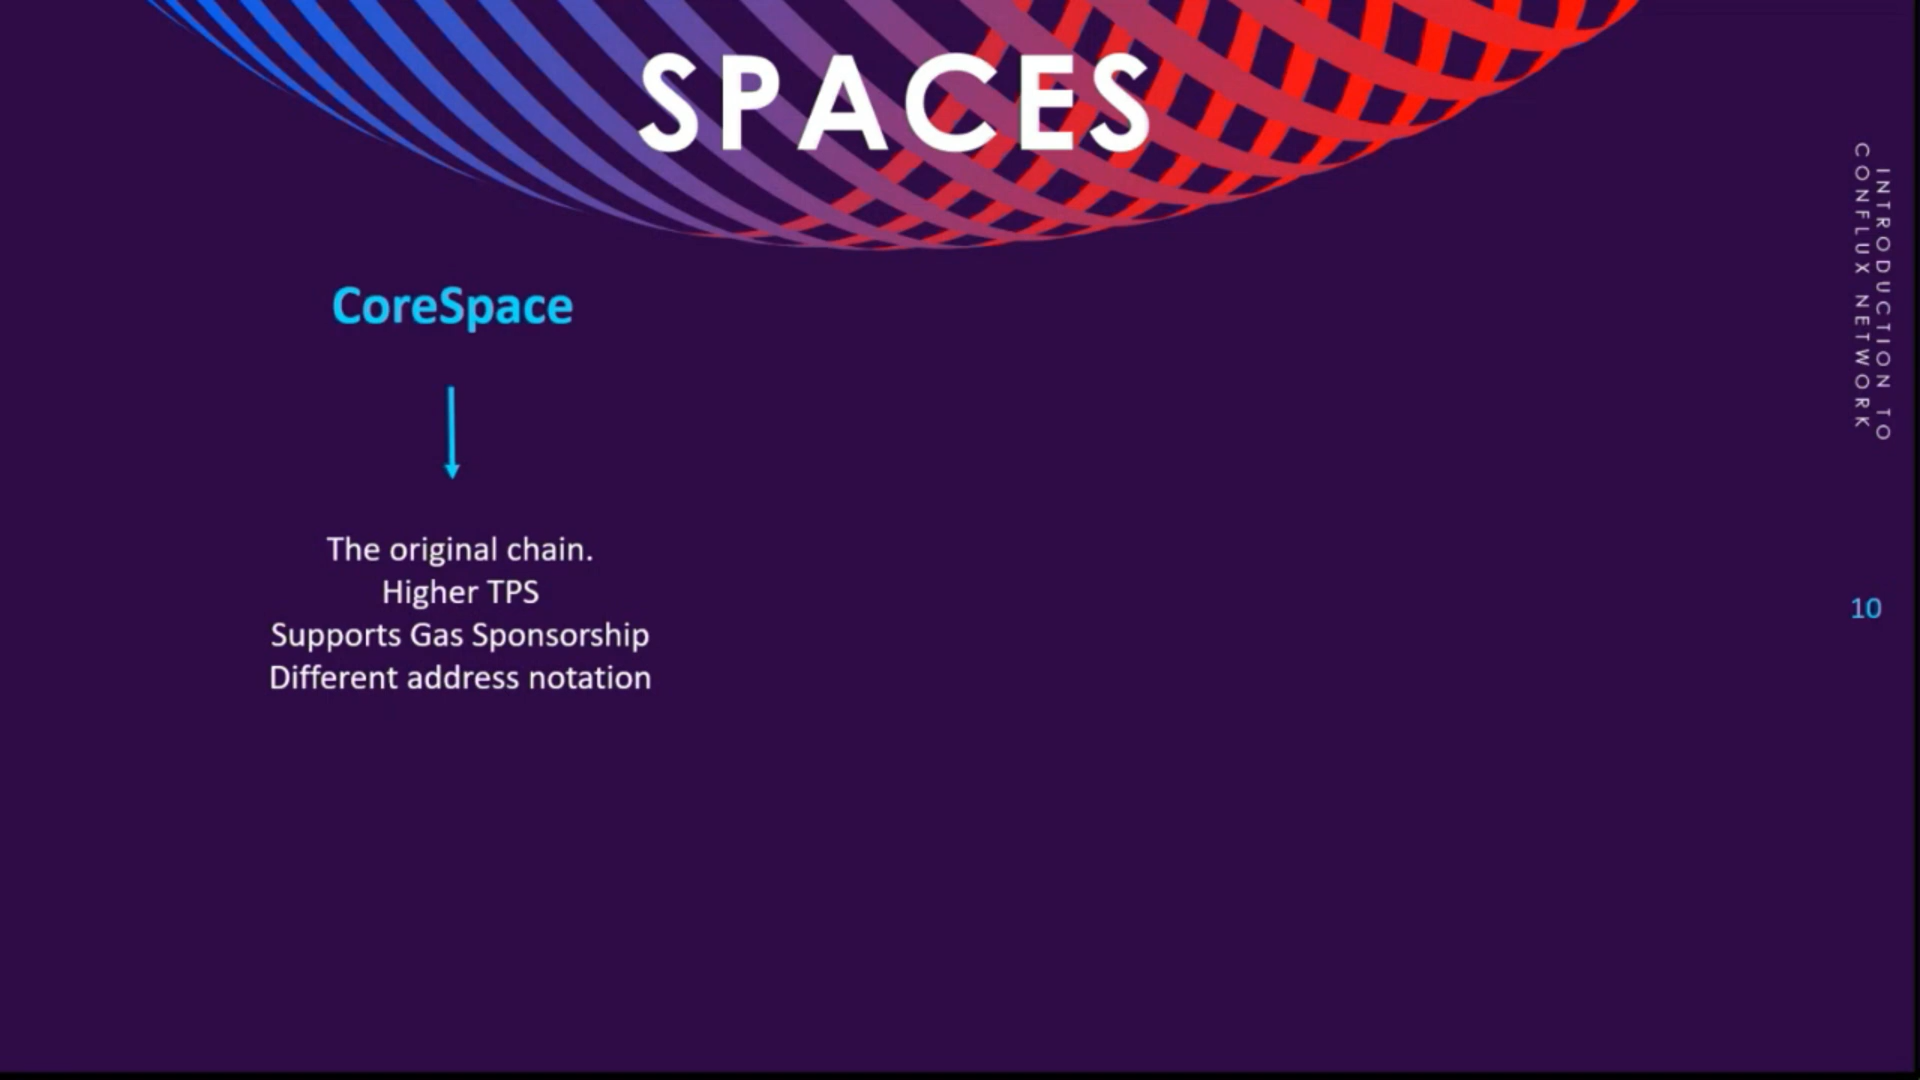 SPACES
CoreSpace
The original chain.
Higher TPS
Supports Gas Sponsorship
Different address notation
INTRODUCTION TO
CONFLUX NETWORK
10